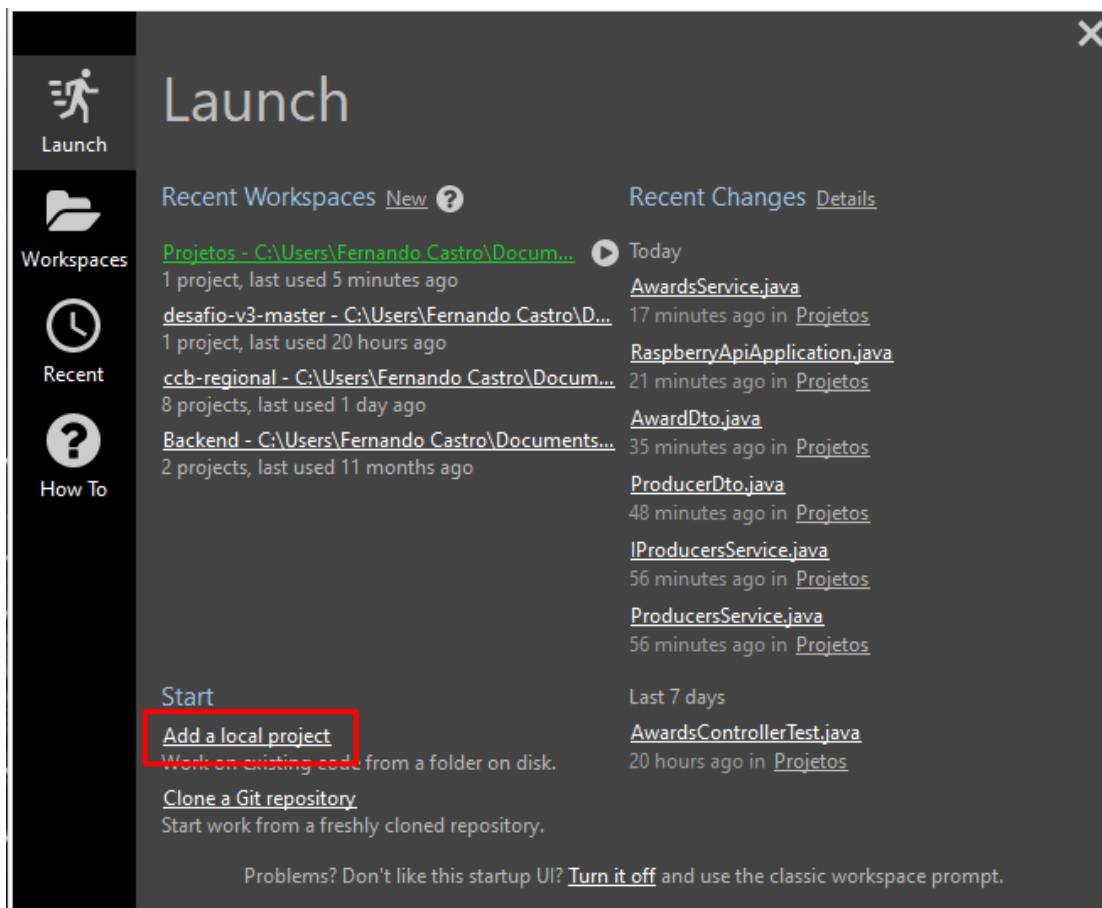 Launch
Workspaces
Recent
How To
Launch
Recent Workspaces New ?
Projetos - C:\Users\Fernando Castro\Docum...
1 project, last used 5 minutes ago
desafio-v3-master - C:\Users\Fernando Castro\D...
1 project, last used 20 hours ago
ccb-regional - C:\Users\Fernando Castro\Docum...
8 projects, last used 1 day ago
Backend - C:\Users\Fernando Castro\Documents...
2 projects, last used 11 months ago
Recent Changes Details
Today
AwardsService.java
17 minutes ago in Projetos
RaspberryApiApplication.java
21 minutes ago in Projetos
AwardDto.java
35 minutes ago in Projetos
ProducerDto.java
48 minutes ago in Projetos
IProducersService.java
56 minutes ago in Projetos
ProducersService.java
56 minutes ago in Projetos
Last 7 days
AwardsControllerTest.java
20 hours ago in Projetos
Start
Add a local project
Work on existing code from a folder on disk.
Clone a Git repository
Start work from a freshly cloned repository.
Problems? Don't like this startup UI? Turn it off and use the classic workspace prompt.